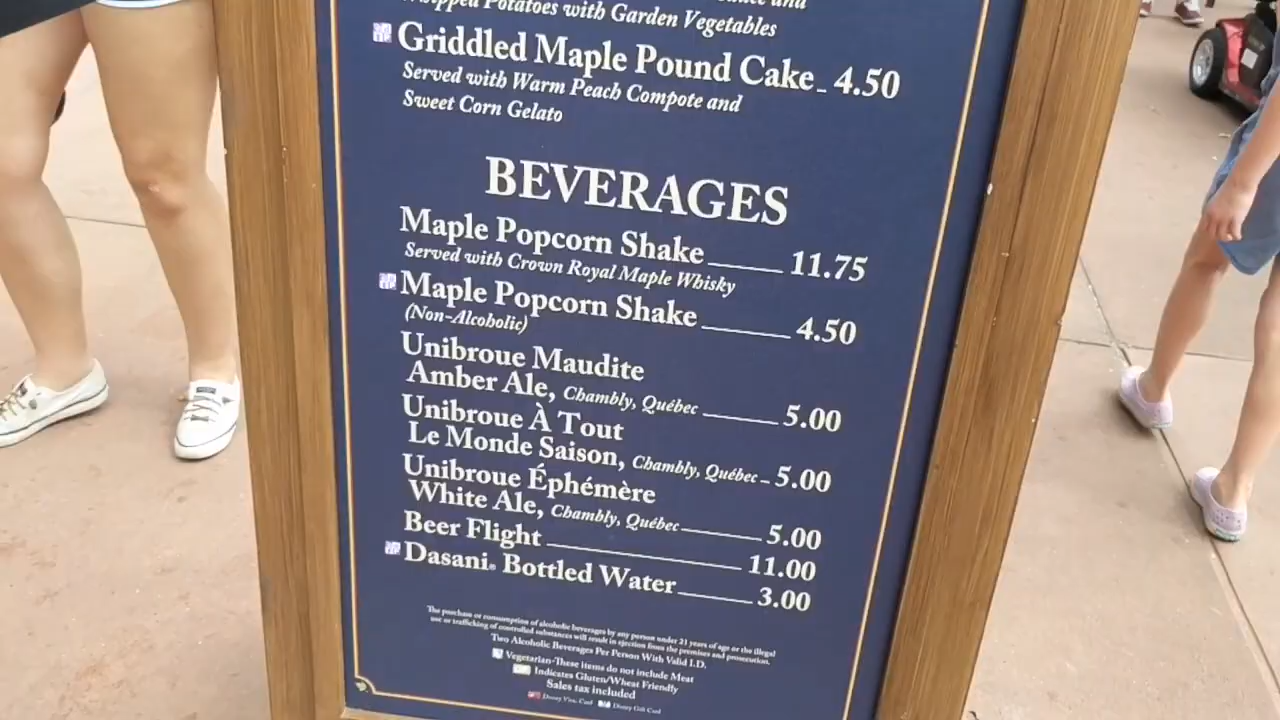 Whipped Potatoes with Garden Vegetables
Griddled Maple Pound Cake 4.50
Served with Warm Peach Compote and
Sweet Corn Gelato
BEVERAGES
Maple Popcorn Shake 11.75
Served with Crown Royal Maple Whisky
Maple Popcorn Shake 4.50
(Non-Alcoholic)
Unibroue Maudite
Amber Ale, Chambly, Québec 5.00
Unibroue À Tout
Le Monde Saison, Chambly, Québec 5.00
Unibroue Éphémère
White Ale, Chambly, Québec 5.00
Beer Flight 11.00
Dasani® Bottled Water 3.00
The purchase or consumption of alcoholic beverages by any person under 21 years of age or the illegal
use or trafficking of controlled substances will result in ejection from the premises and prosecution.
Two Alcoholic Beverages Per Person With Valid I.D.
Vegetarian-These items do not include Meat
Indicates Gluten/Wheat Friendly
Sales tax included
Disney Visa Card Disney Gift Card